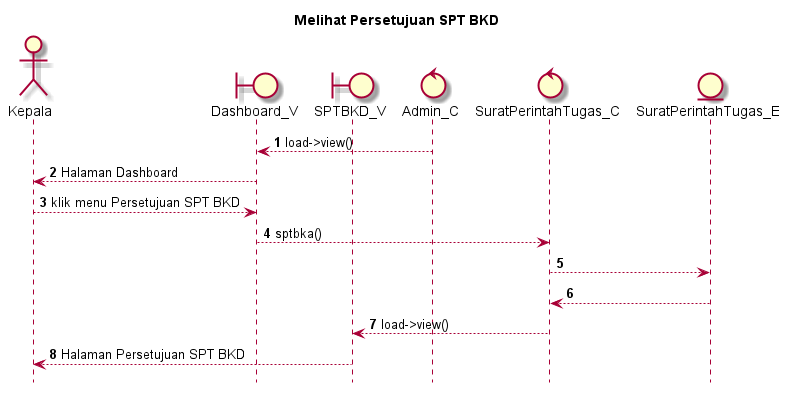 Melihat Persetujuan SPT BKD
Kepala
Dashboard_V
SPTBKD_V
Admin_C
SuratPerintahTugas_C
SuratPerintahTugas_E
1 load->view()
2 Halaman Dashboard
3 klik menu Persetujuan SPT BKD
4 sptbka()
5
6
7 load->view()
8 Halaman Persetujuan SPT BKD